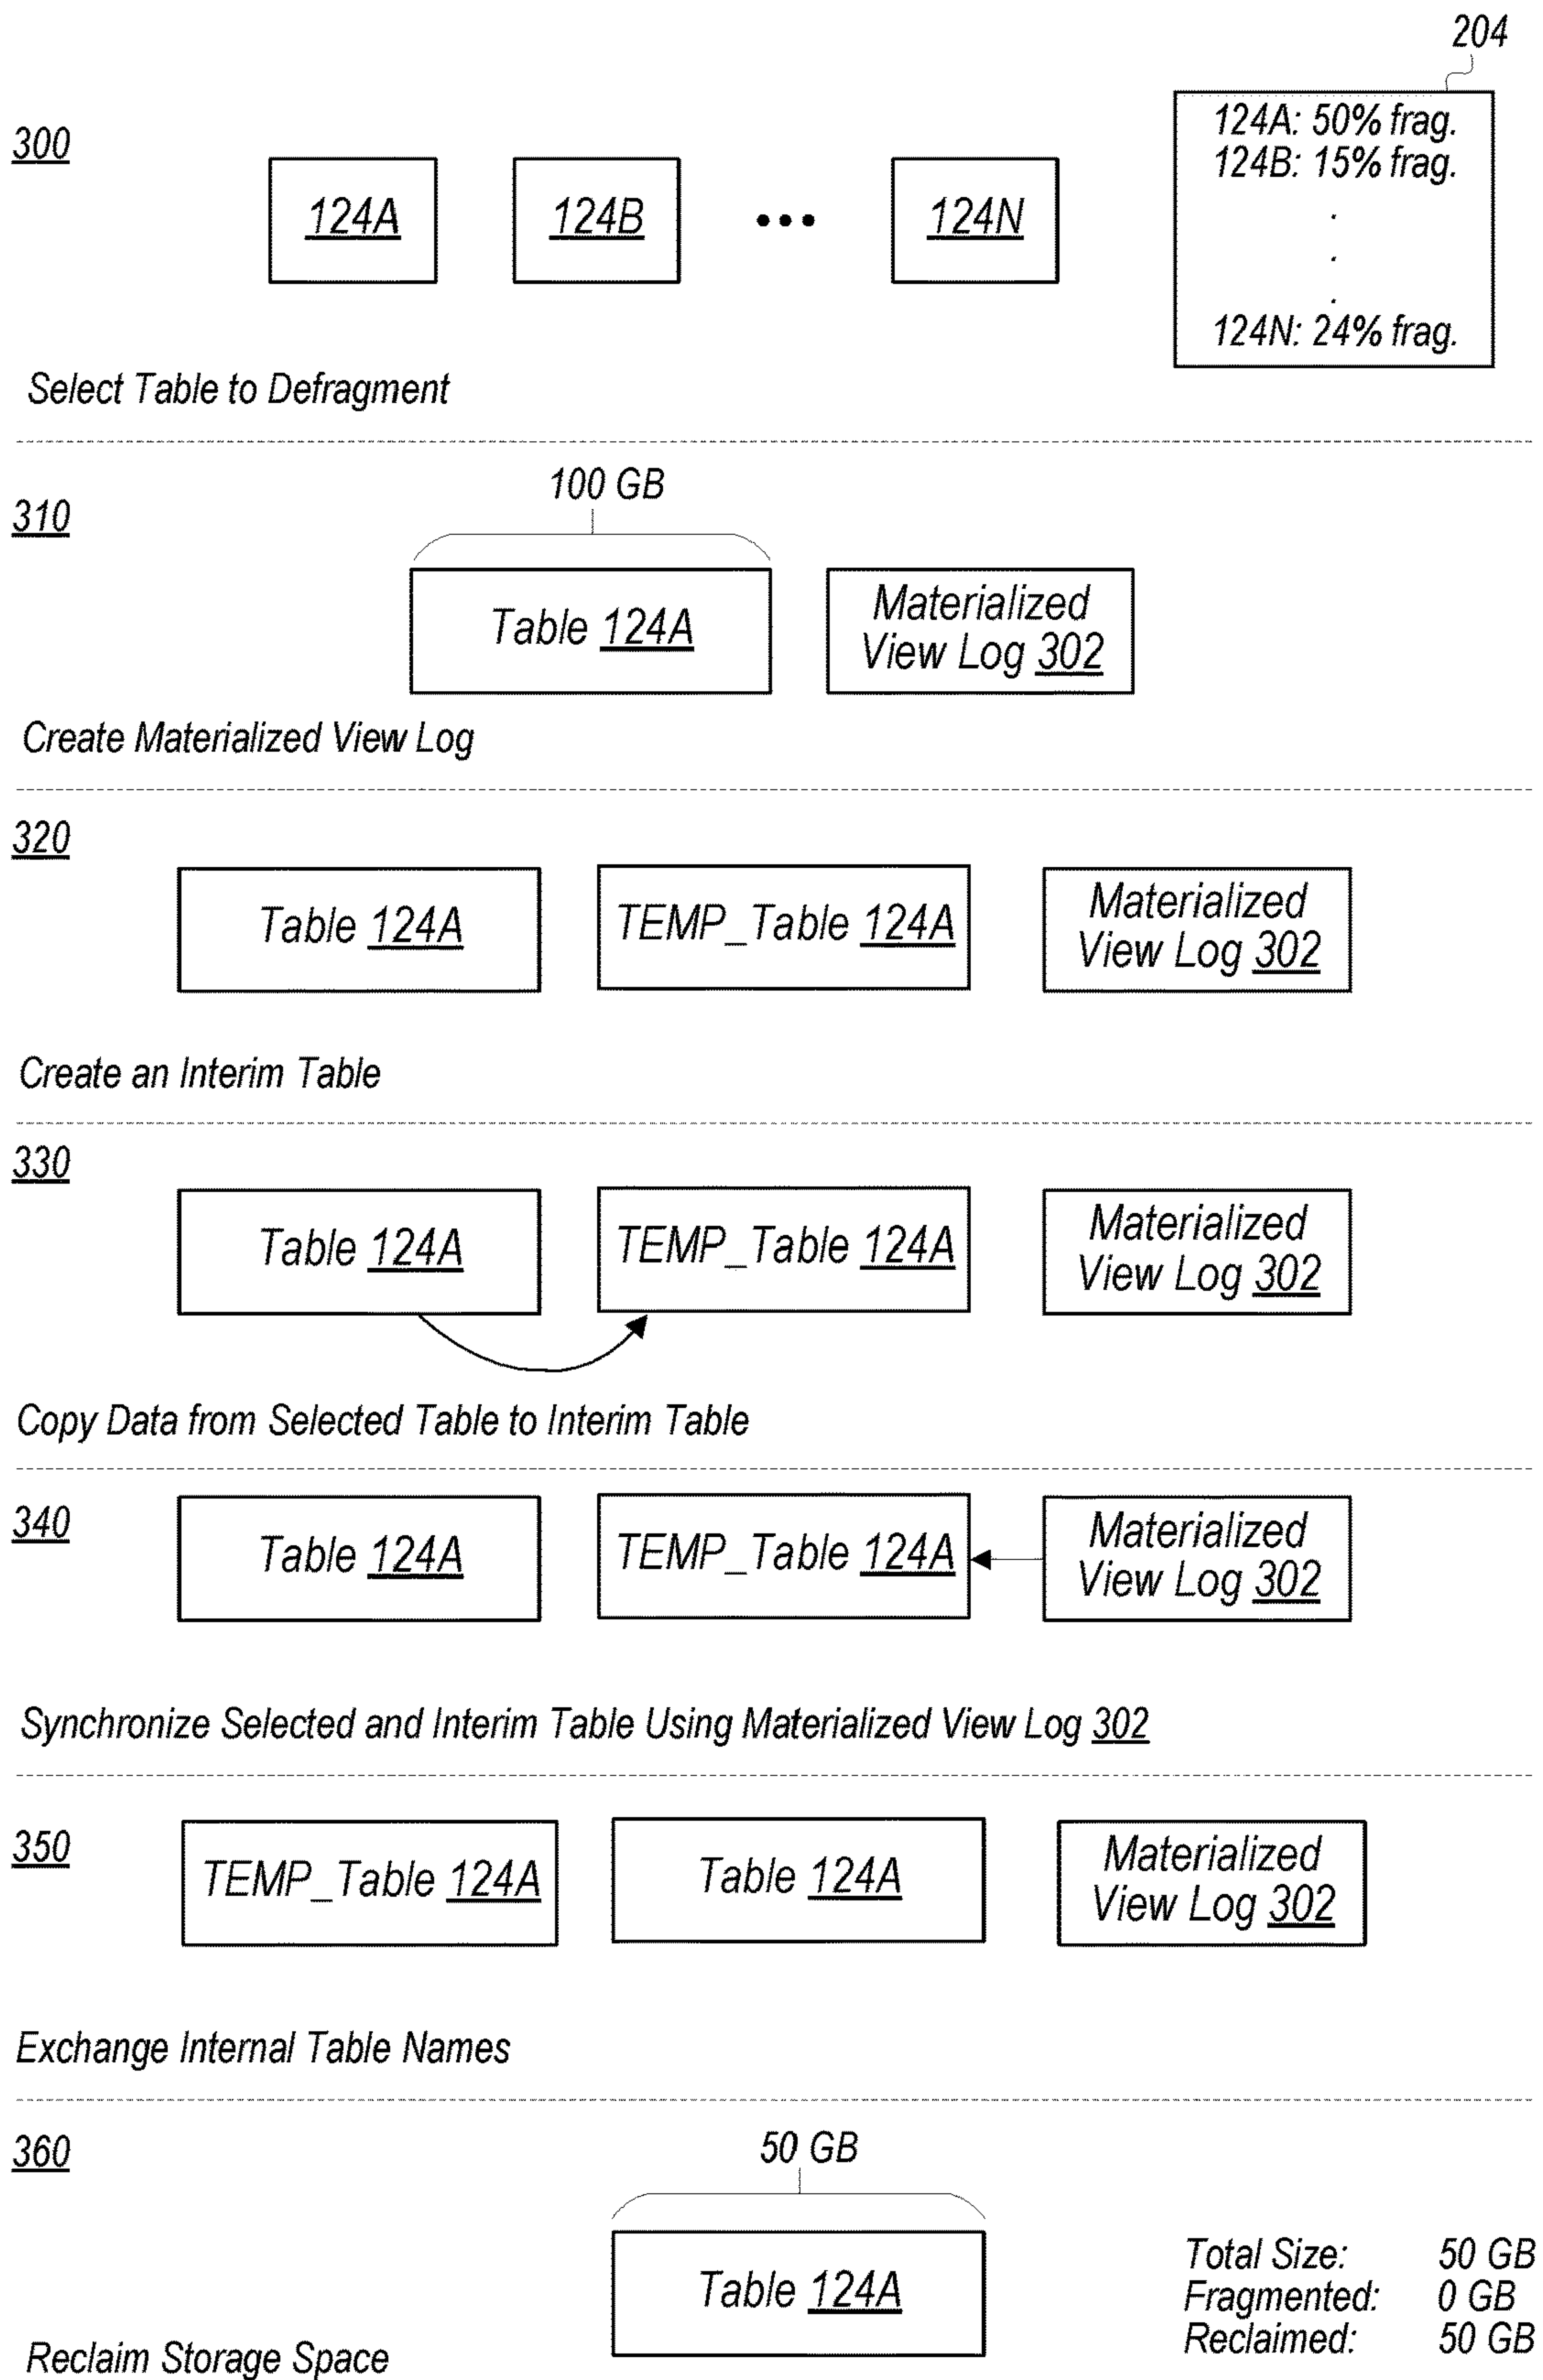 204
300
124A
124B
•••
124N
124A: 50% frag.
124B: 15% frag.
.
.
.
124N: 24% frag.
Select Table to Defragment
310
100 GB
Table 124A
Materialized
View Log 302
Create Materialized View Log
320
Table 124A
TEMP_Table 124A
Materialized
View Log 302
Create an Interim Table
330
Table 124A
TEMP_Table 124A
Materialized
View Log 302
Copy Data from Selected Table to Interim Table
340
Table 124A
TEMP_Table 124A
Materialized
View Log 302
Synchronize Selected and Interim Table Using Materialized View Log 302
350
TEMP_Table 124A
Table 124A
Materialized
View Log 302
Exchange Internal Table Names
360
50 GB
Table 124A
Total Size: 50 GB
Fragmented: 0 GB
Reclaimed: 50 GB
Reclaim Storage Space